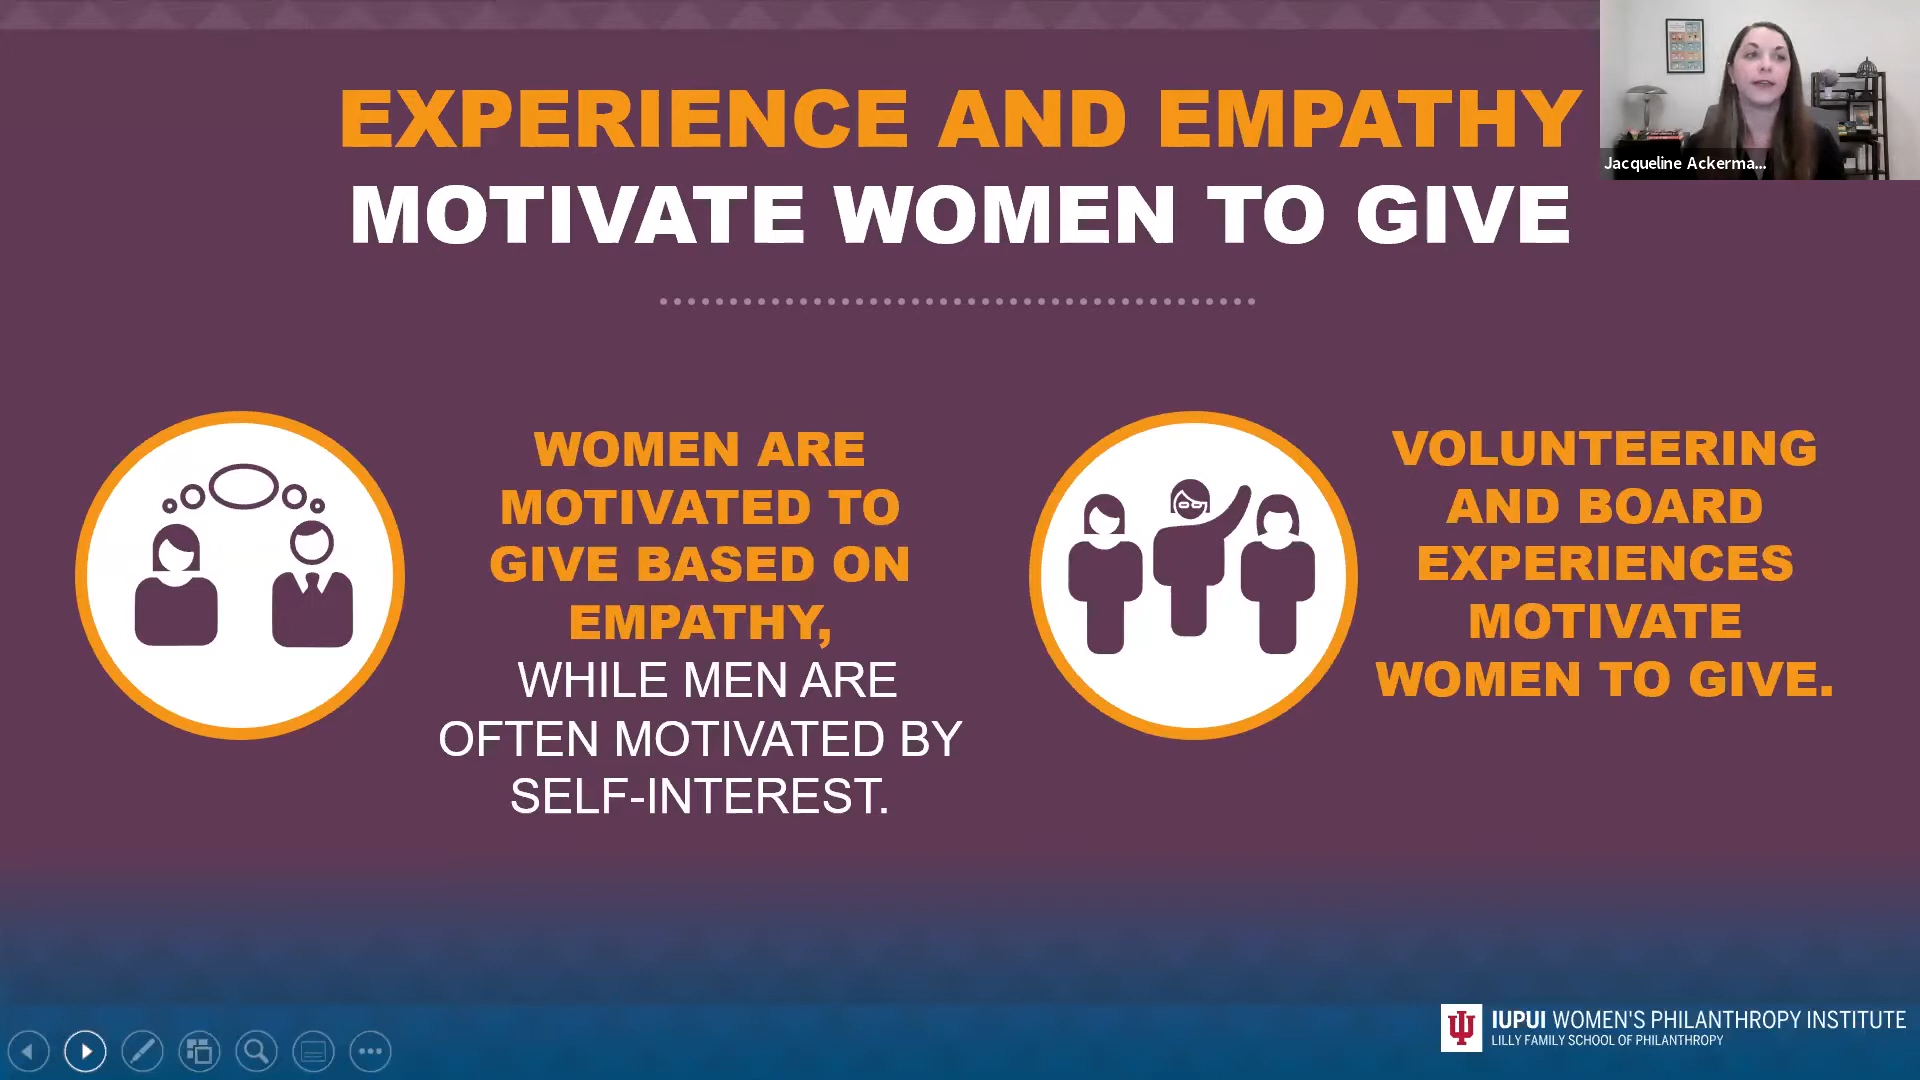 EXPERIENCE AND EMPATHY
MOTIVATE WOMEN TO GIVE
Jacqueline Ackerma...
WOMEN ARE
MOTIVATED TO
GIVE BASED ON
EMPATHY,
WHILE MEN ARE
OFTEN MOTIVATED BY
SELF-INTEREST.
VOLUNTEERING
AND BOARD
EXPERIENCES
MOTIVATE
WOMEN TO GIVE.
IUPUI WOMEN'S PHILANTHROPY INSTITUTE
LILLY FAMILY SCHOOL OF PHILANTHROPY